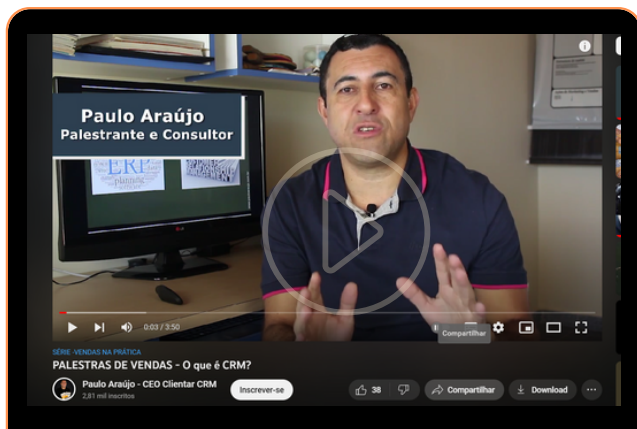 Paulo Araújo
Palestrante e Consultor
ERP
planning
0:03 / 3:50
Compartilhar
SÉRIE -VENDAS NA PRÁTICA
PALESTRAS DE VENDAS - O que é CRM?
Paulo Araújo - CEO Clientar CRM
2,81 mil inscritos
Inscrever-se
38
Compartilhar
Download